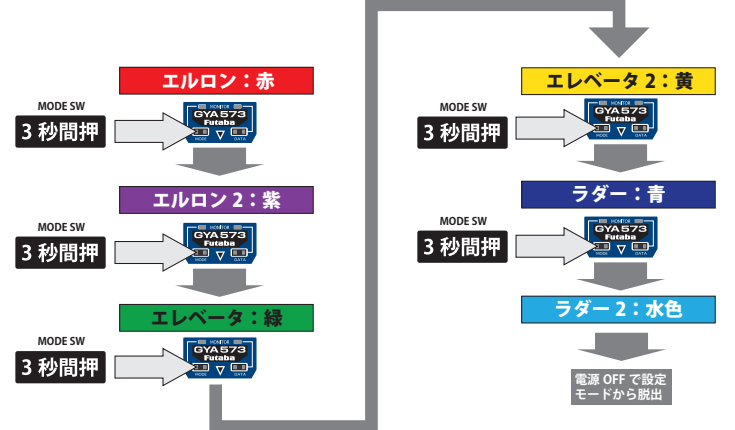 エルロン：赤
MODE SW
3 秒間押
MONITOR
GYA573
Futaba
MODE
DATA
エルロン 2：紫
MODE SW
3 秒間押
MONITOR
GYA573
Futaba
MODE
DATA
エレベータ：緑
MODE SW
3 秒間押
MONITOR
GYA573
Futaba
MODE
DATA
エレベータ 2：黄
MODE SW
3 秒間押
MONITOR
GYA573
Futaba
MODE
DATA
ラダー：青
MODE SW
3 秒間押
MONITOR
GYA573
Futaba
MODE
DATA
ラダー 2：水色
電源 OFF で設定
モードから脱出